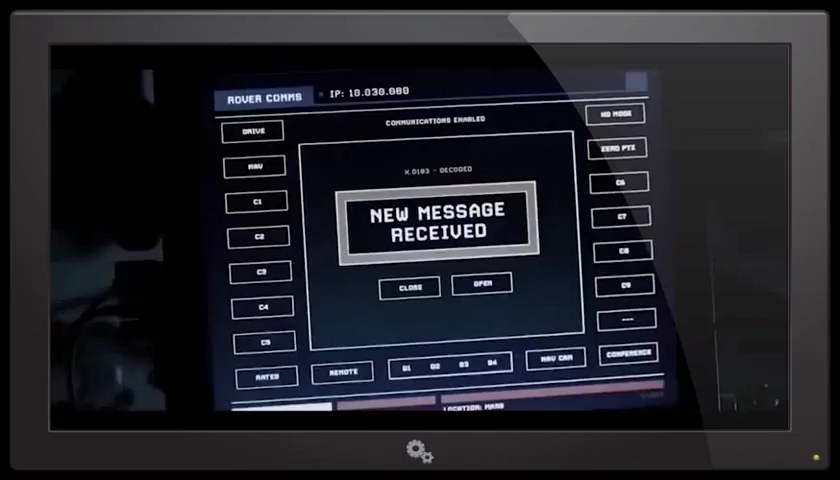 ROVER COMMS
IP: 10.030.080
COMMUNICATIONS ENABLED
DRIVE
NAV
C1
C2
C3
C4
C5
RATES
K.0183 - DECODED
NEW MESSAGE
RECEIVED
CLOSE
OPEN
NO MODE
ZERO PTZ
C6
C7
C8
C9
---
CONFERENCE
REMOTE
01 02 03 04
NAV CAM
LOCATION: MARS